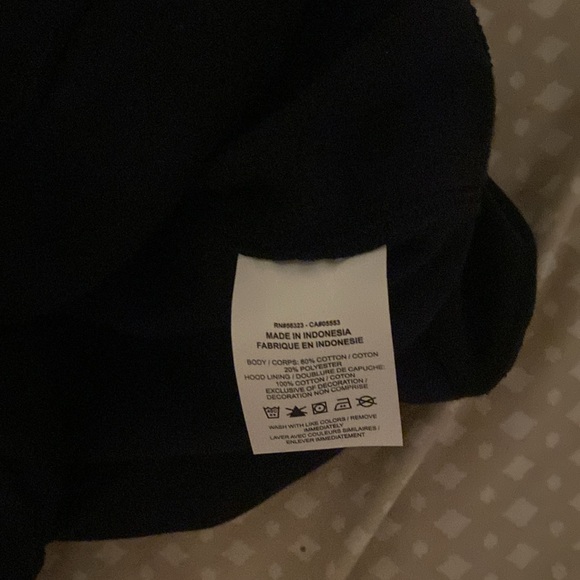 RN#56323 - CA#05553
MADE IN INDONESIA
FABRIQUE EN INDONESIE
BODY / CORPS: 80% COTTON / COTON
20% POLYESTER
HOOD LINING / DOUBLURE DE CAPUCHE:
100% COTTON / COTON
EXCLUSIVE OF DECORATION /
DECORATION NON COMPRISE
WASH WITH LIKE COLORS / REMOVE
IMMEDIATELY
LAVER AVEC COULEURS SIMILAIRES /
ENLEVER IMMEDIATEMENT